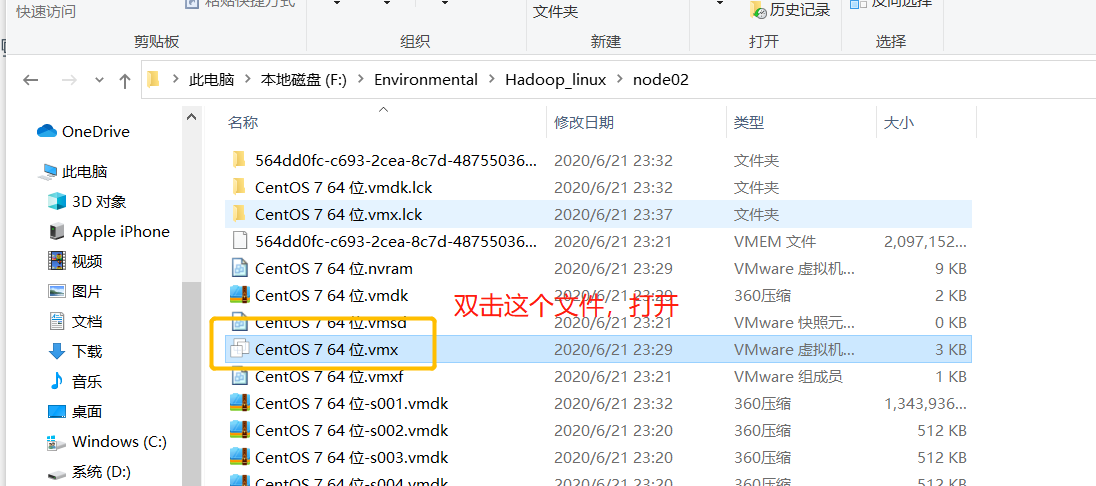 快速访问
粘贴快捷方式
文件夹
历史记录
反向选择
剪贴板
组织
新建
打开
选择
此电脑 本地磁盘 (F:) Environmental Hadoop_linux node02
名称 修改日期 类型 大小
OneDrive
此电脑
3D 对象
Apple iPhone
视频
图片
文档
下载
音乐
桌面
Windows (C:)
系统 (D:)
564dd0fc-c693-2cea-8c7d-48755036... 2020/6/21 23:32 文件夹
CentOS 7 64 位.vmdk.lck 2020/6/21 23:32 文件夹
CentOS 7 64 位.vmx.lck 2020/6/21 23:37 文件夹
564dd0fc-c693-2cea-8c7d-48755036... 2020/6/21 23:21 VMEM 文件 2,097,152...
CentOS 7 64 位.nvram 2020/6/21 23:29 VMware 虚拟机... 9 KB
CentOS 7 64 位.vmdk 2020/6/21 23:29 360压缩 2 KB
双击这个文件，打开
CentOS 7 64 位.vmsd 2020/6/21 23:21 VMware 快照元... 0 KB
CentOS 7 64 位.vmx 2020/6/21 23:29 VMware 虚拟机... 3 KB
CentOS 7 64 位.vmxf 2020/6/21 23:21 VMware 组成员 1 KB
CentOS 7 64 位-s001.vmdk 2020/6/21 23:32 360压缩 1,343,936...
CentOS 7 64 位-s002.vmdk 2020/6/21 23:20 360压缩 512 KB
CentOS 7 64 位-s003.vmdk 2020/6/21 23:20 360压缩 512 KB
CentOS 7 64 位-s004.vmdk 2020/6/21 23:20 360压缩 512 KB